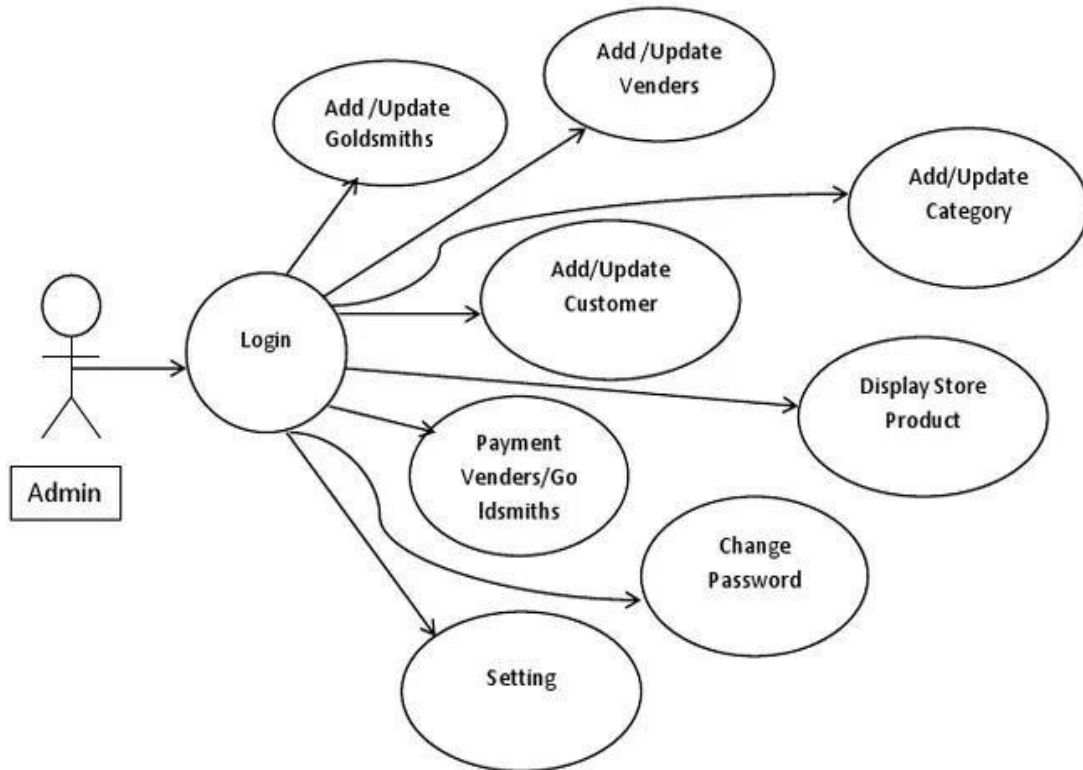 Add /Update
Venders
Add /Update
Goldsmiths
Add/Update
Category
Add/Update
Customer
Login
Display Store
Product
Payment
Venders/Go
ldsmiths
Admin
Change
Password
Setting